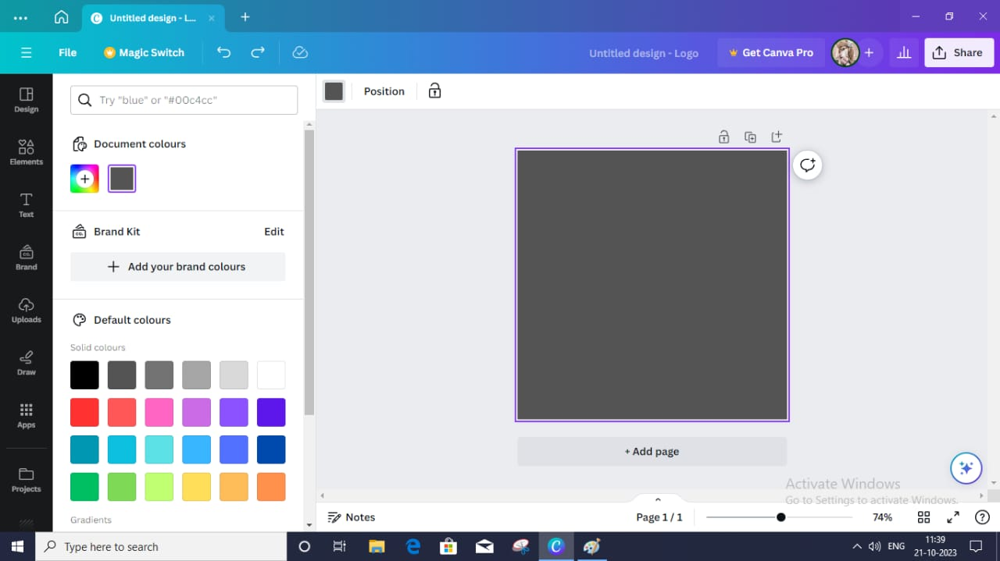 Untitled design - L...
File
Magic Switch
Untitled design - Logo
Get Canva Pro
Share
Design
Elements
Text
Brand
Uploads
Draw
Apps
Projects
Try "blue" or "#00c4cc"
Document colours
Brand Kit
Edit
CO.
Add your brand colours
Default colours
Solid colours
Gradients
Position
+ Add page
Activate Windows
Go to Settings to activate Windows.
Notes
Page 1 / 1
74%
Type here to search
ENG
11:39
21-10-2023